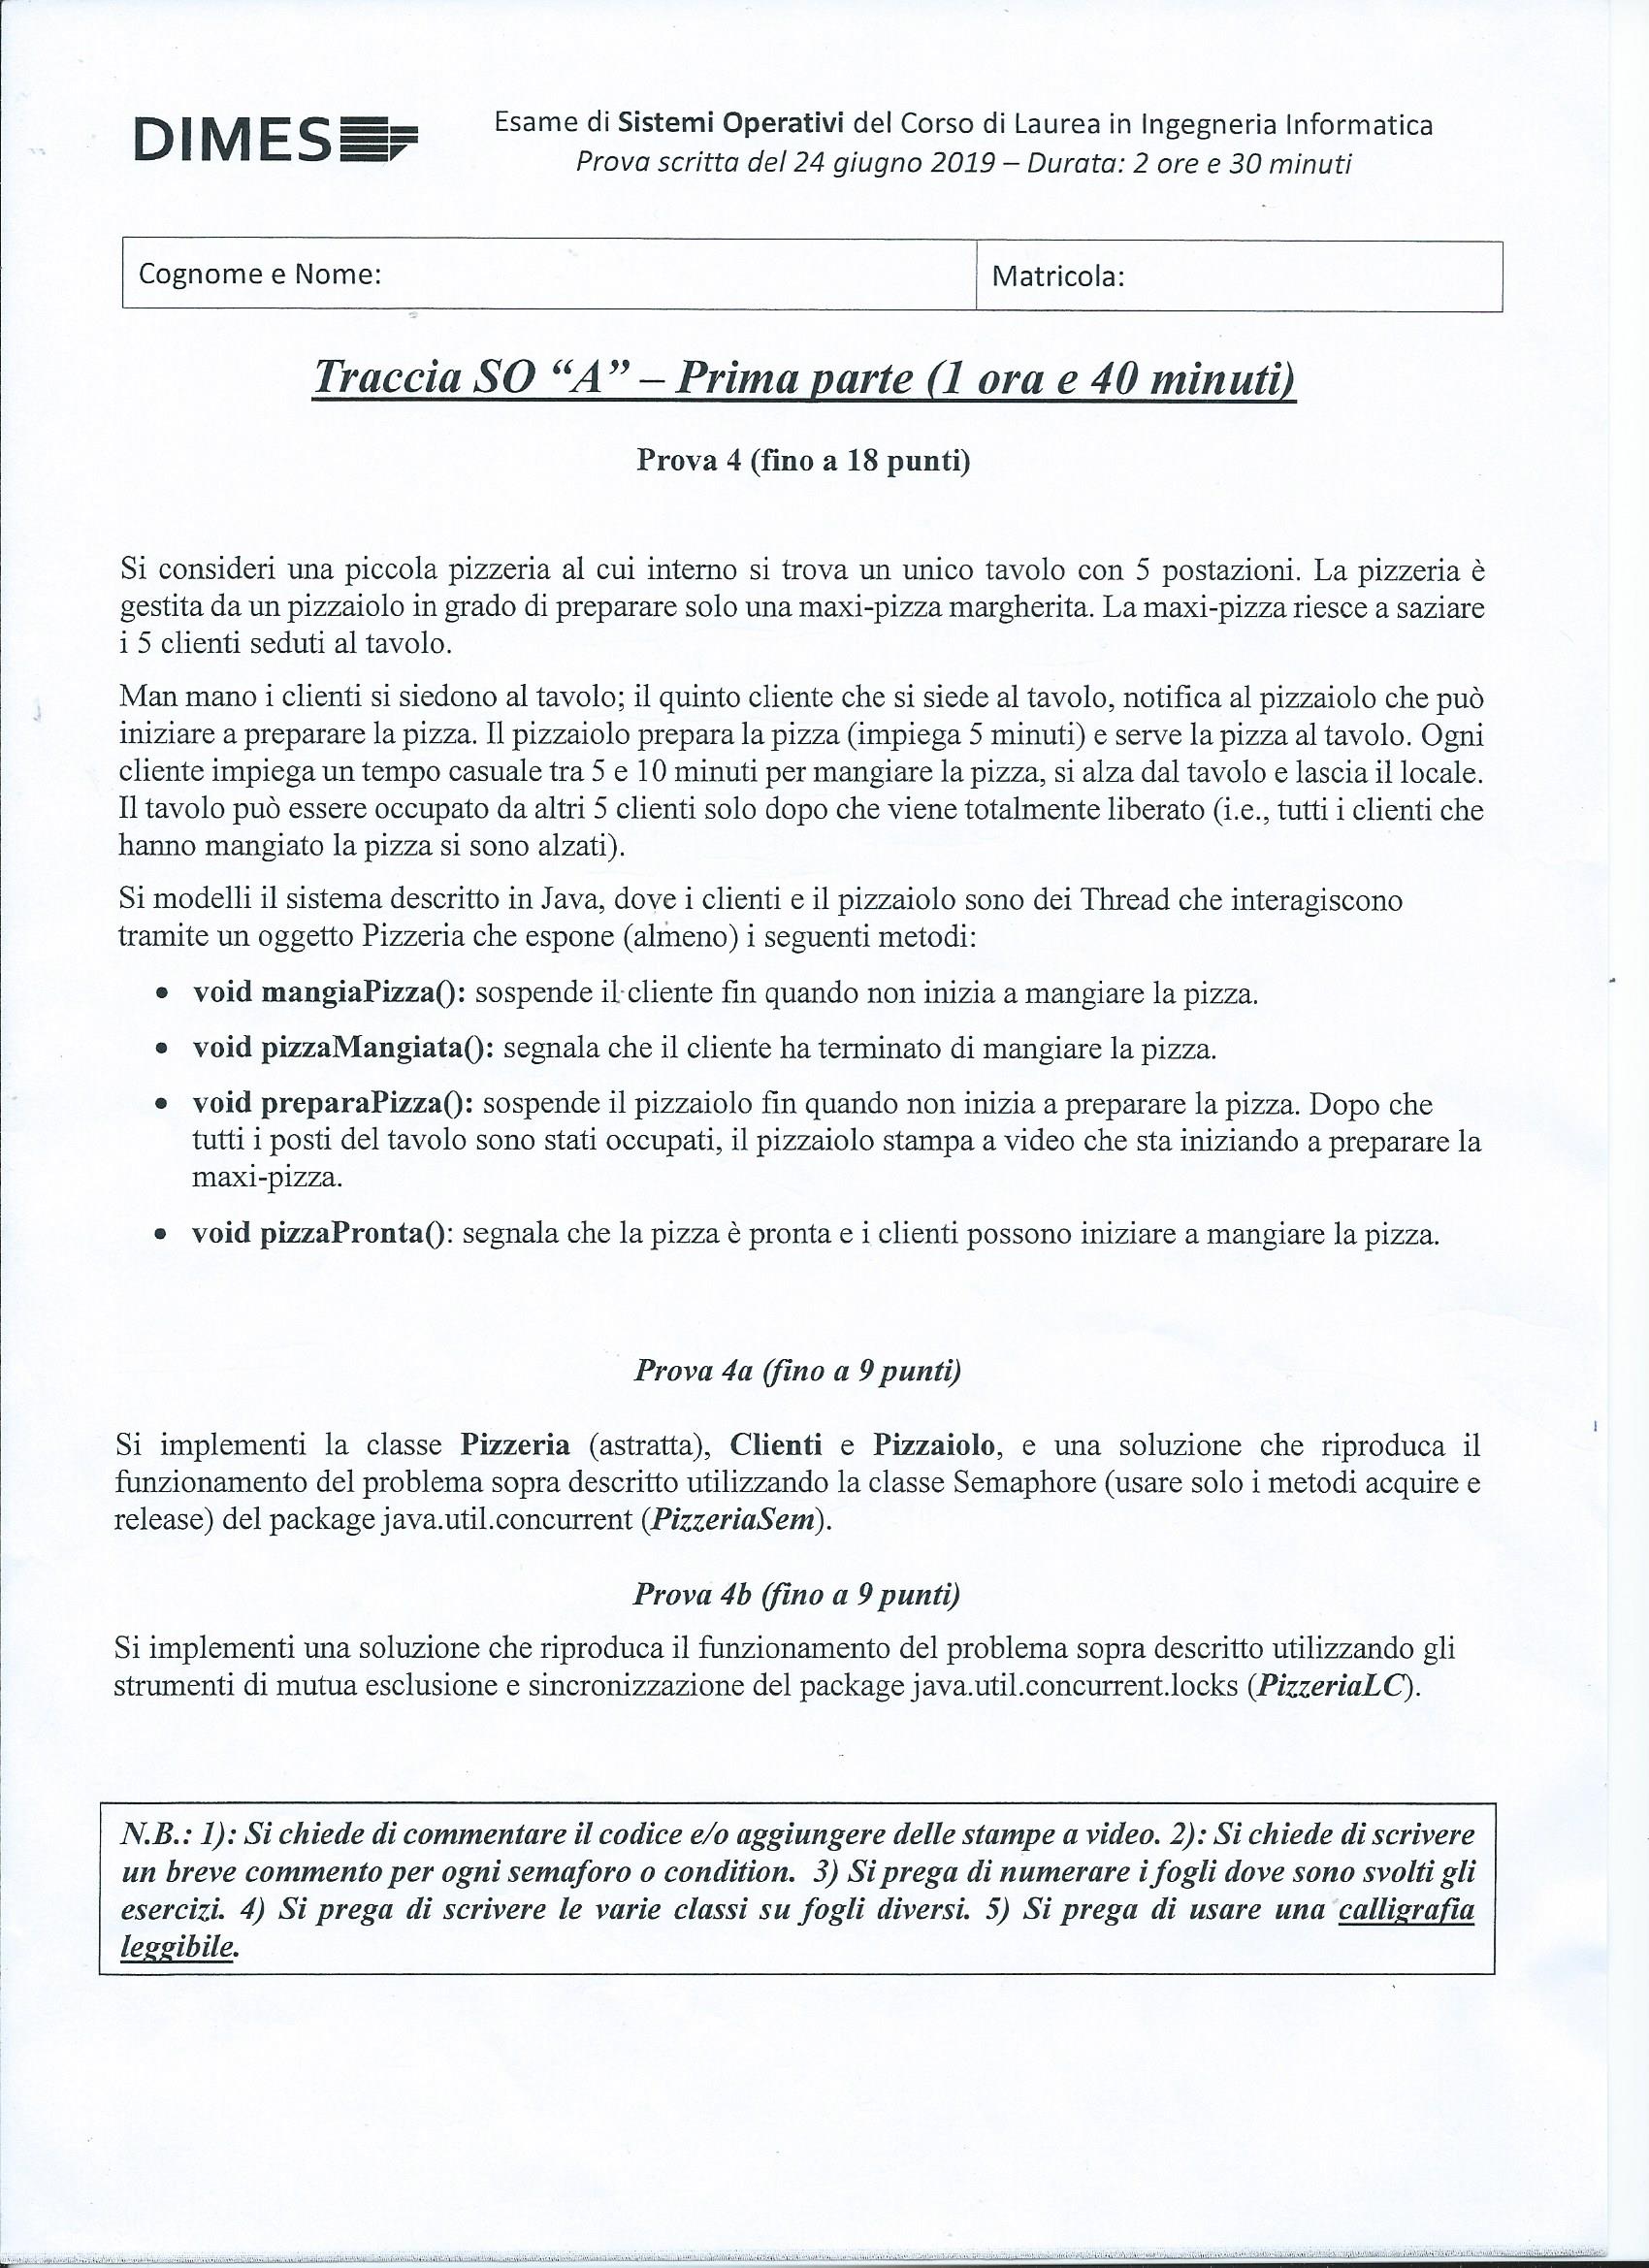 DIMES
Esame di Sistemi Operativi del Corso di Laurea in Ingegneria Informatica
Prova scritta del 24 giugno 2019 – Durata: 2 ore e 30 minuti
Cognome e Nome:
Matricola:
Traccia SO “A” – Prima parte (1 ora e 40 minuti)
Prova 4 (fino a 18 punti)
Si consideri una piccola pizzeria al cui interno si trova un unico tavolo con 5 postazioni. La pizzeria è
gestita da un pizzaiolo in grado di preparare solo una maxi-pizza margherita. La maxi-pizza riesce a saziare
i 5 clienti seduti al tavolo.
Man mano i clienti si siedono al tavolo; il quinto cliente che si siede al tavolo, notifica al pizzaiolo che può
iniziare a preparare la pizza. Il pizzaiolo prepara la pizza (impiega 5 minuti) e serve la pizza al tavolo. Ogni
cliente impiega un tempo casuale tra 5 e 10 minuti per mangiare la pizza, si alza dal tavolo e lascia il locale.
Il tavolo può essere occupato da altri 5 clienti solo dopo che viene totalmente liberato (i.e., tutti i clienti che
hanno mangiato la pizza si sono alzati).
Si modelli il sistema descritto in Java, dove i clienti e il pizzaiolo sono dei Thread che interagiscono
tramite un oggetto Pizzeria che espone (almeno) i seguenti metodi:
• void mangiaPizza(): sospende il cliente fin quando non inizia a mangiare la pizza.
• void pizzaMangiata(): segnala che il cliente ha terminato di mangiare la pizza.
• void preparaPizza(): sospende il pizzaiolo fin quando non inizia a preparare la pizza. Dopo che
tutti i posti del tavolo sono stati occupati, il pizzaiolo stampa a video che sta iniziando a preparare la
maxi-pizza.
• void pizzaPronta(): segnala che la pizza è pronta e i clienti possono iniziare a mangiare la pizza.
Prova 4a (fino a 9 punti)
Si implementi la classe Pizzeria (astratta), Clienti e Pizzaiolo, e una soluzione che riproduca il
funzionamento del problema sopra descritto utilizzando la classe Semaphore (usare solo i metodi acquire e
release) del package java.util.concurrent (PizzeriaSem).
Prova 4b (fino a 9 punti)
Si implementi una soluzione che riproduca il funzionamento del problema sopra descritto utilizzando gli
strumenti di mutua esclusione e sincronizzazione del package java.util.concurrent.locks (PizzeriaLC).
N.B.: 1): Si chiede di commentare il codice e/o aggiungere delle stampe a video. 2): Si chiede di scrivere
un breve commento per ogni semaforo o condition. 3) Si prega di numerare i fogli dove sono svolti gli
esercizi. 4) Si prega di scrivere le varie classi su fogli diversi. 5) Si prega di usare una calligrafia
leggibile.